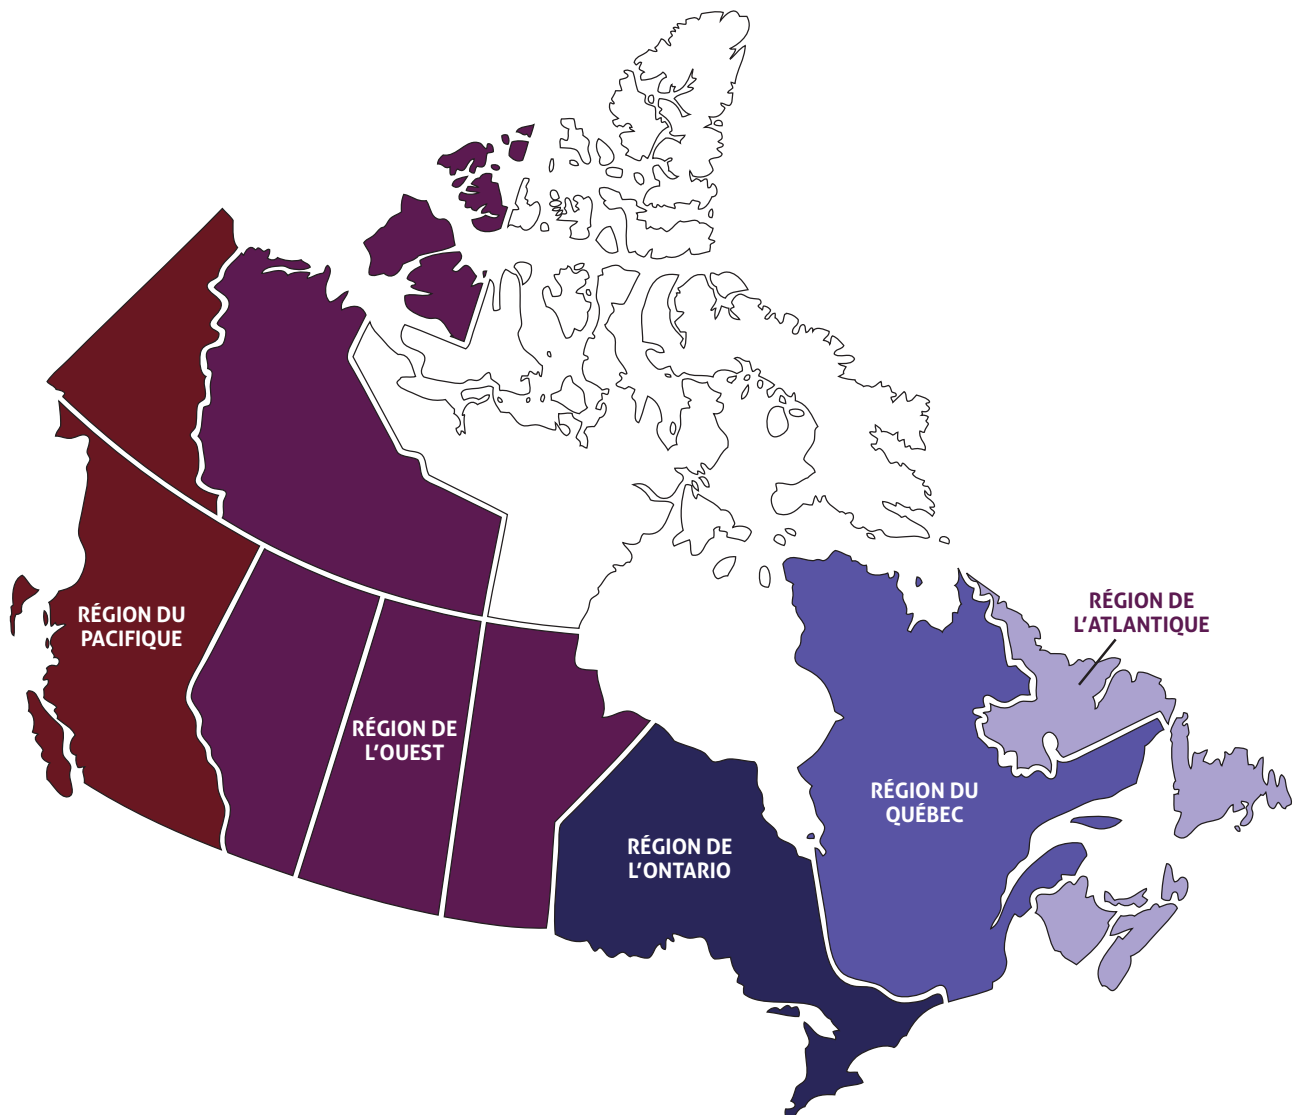 RÉGION DE
L'ATLANTIQUE
RÉGION DU
PACIFIQUE
RÉGION DE
L'OUEST
RÉGION DU
QUÉBEC
RÉGION DE
L'ONTARIO